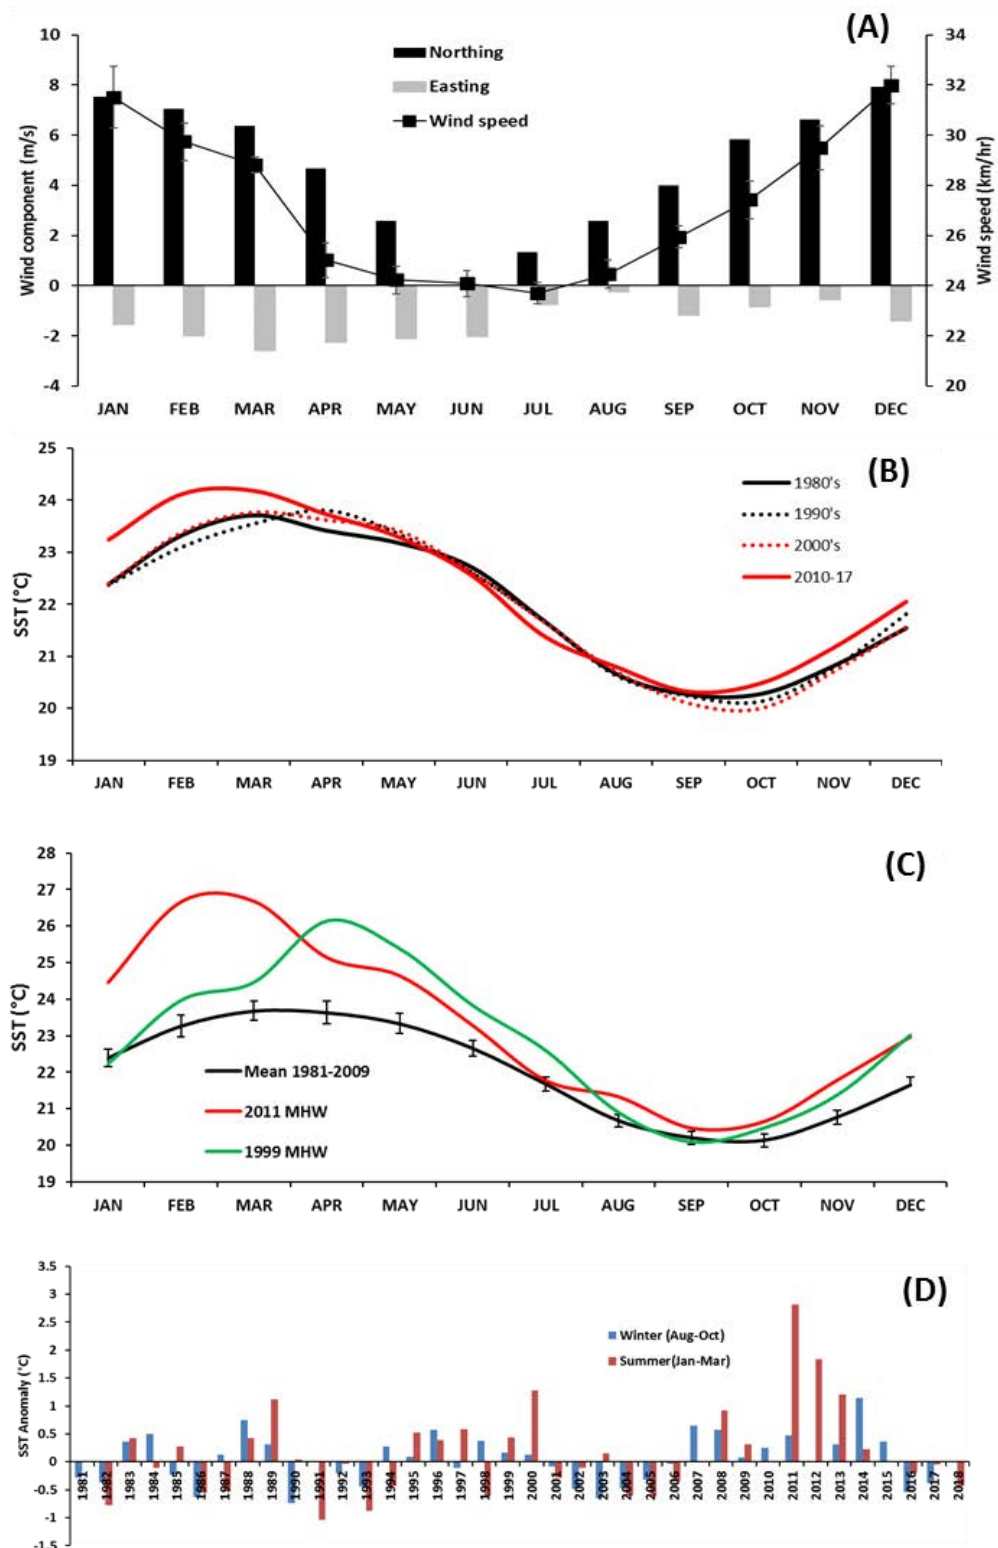 (A)
10
8
6
4
2
0
-2
-4
Wind component (m/s)
Northing
Easting
Wind speed
34
32
30
28
26
24
22
20
Wind speed (km/hr)
JAN FEB MAR APR MAY JUN JUL AUG SEP OCT NOV DEC
(B)
25
24
23
22
21
20
19
SST (°C)
1980's
1990's
2000's
2010-17
JAN FEB MAR APR MAY JUN JUL AUG SEP OCT NOV DEC
(C)
28
27
26
25
24
23
22
21
20
19
SST (°C)
Mean 1981-2009
2011 MHW
1999 MHW
JAN FEB MAR APR MAY JUN JUL AUG SEP OCT NOV DEC
(D)
3.5
3
2.5
2
1.5
1
0.5
0
-0.5
-1
-1.5
SST Anomaly (°C)
Winter (Aug-Oct)
Summer(Jan-Mar)
1981 1982 1983 1984 1985 1986 1987 1988 1989 1990 1991 1992 1993 1994 1995 1996 1997 1998 1999 2000 2001 2002 2003 2004 2005 2006 2007 2008 2009 2010 2011 2012 2013 2014 2015 2016 2017 2018